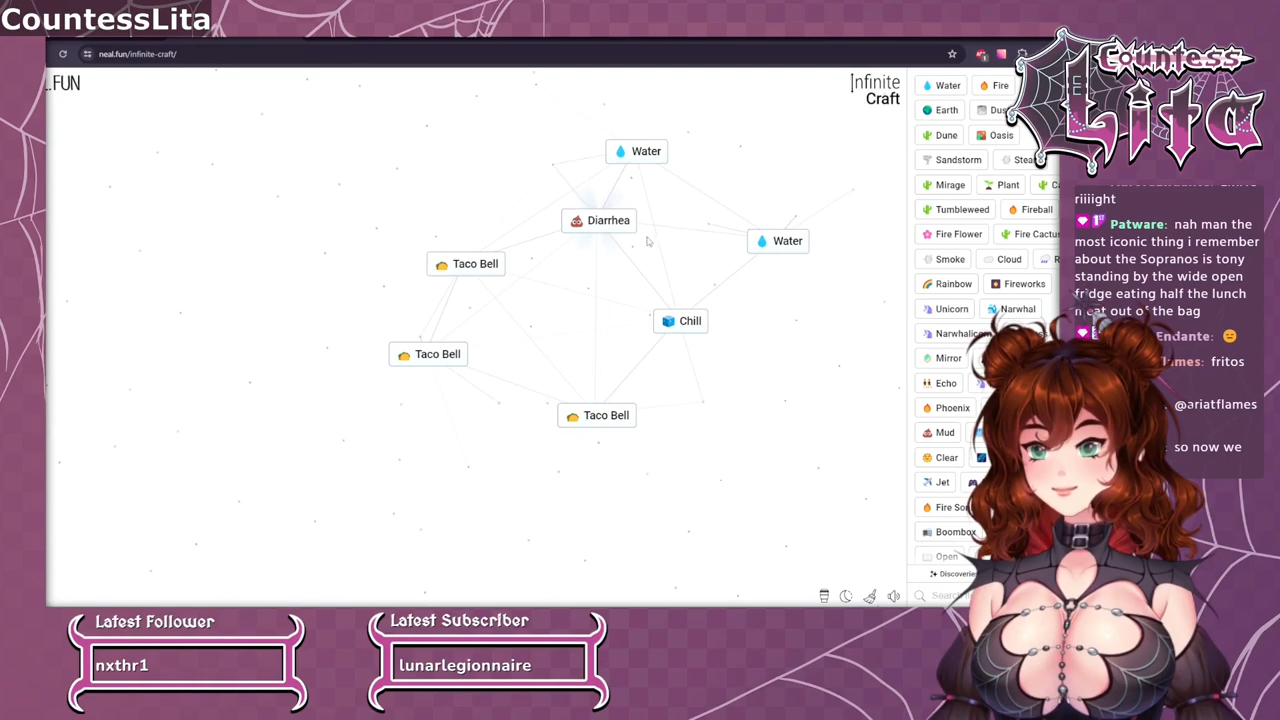 CountessLita
neal.fun/infinite-craft/
.FUN
Infinite
Craft
Water
Diarrhea
Water
Taco Bell
Chill
Taco Bell
Taco Bell
Water
Fire
Earth
Dune
Oasis
Sandstorm
Mirage
Plant
Tumbleweed
Fireball
Fire Flower
Fire Cactus
Smoke
Cloud
Rainbow
Fireworks
Unicorn
Narwhal
Mirror
Echo
Phoenix
Mud
Clear
Jet
Boombox
Open
Discoveries
Countess
Lita
riiiight
Patware: nah man the
most iconic thing i remember
about the Sopranos is tony
standing by the wide open
fridge eating half the lunch
out of the bag
Endante:
fritos
@ariatflames
so now we
Latest Follower
nxthr1
Latest Subscriber
lunarlegionnaire